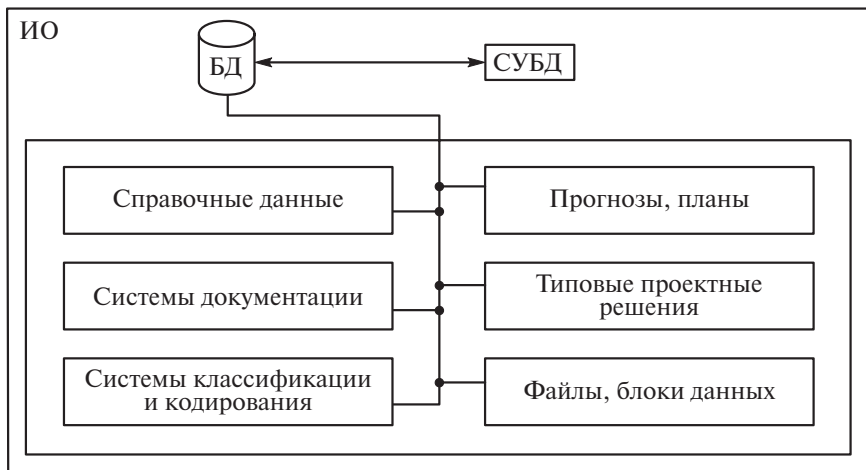 ИО
БД
СУБД
Справочные данные
Прогнозы, планы
Системы документации
Типовые проектные
решения
Системы классификации
и кодирования
Файлы, блоки данных